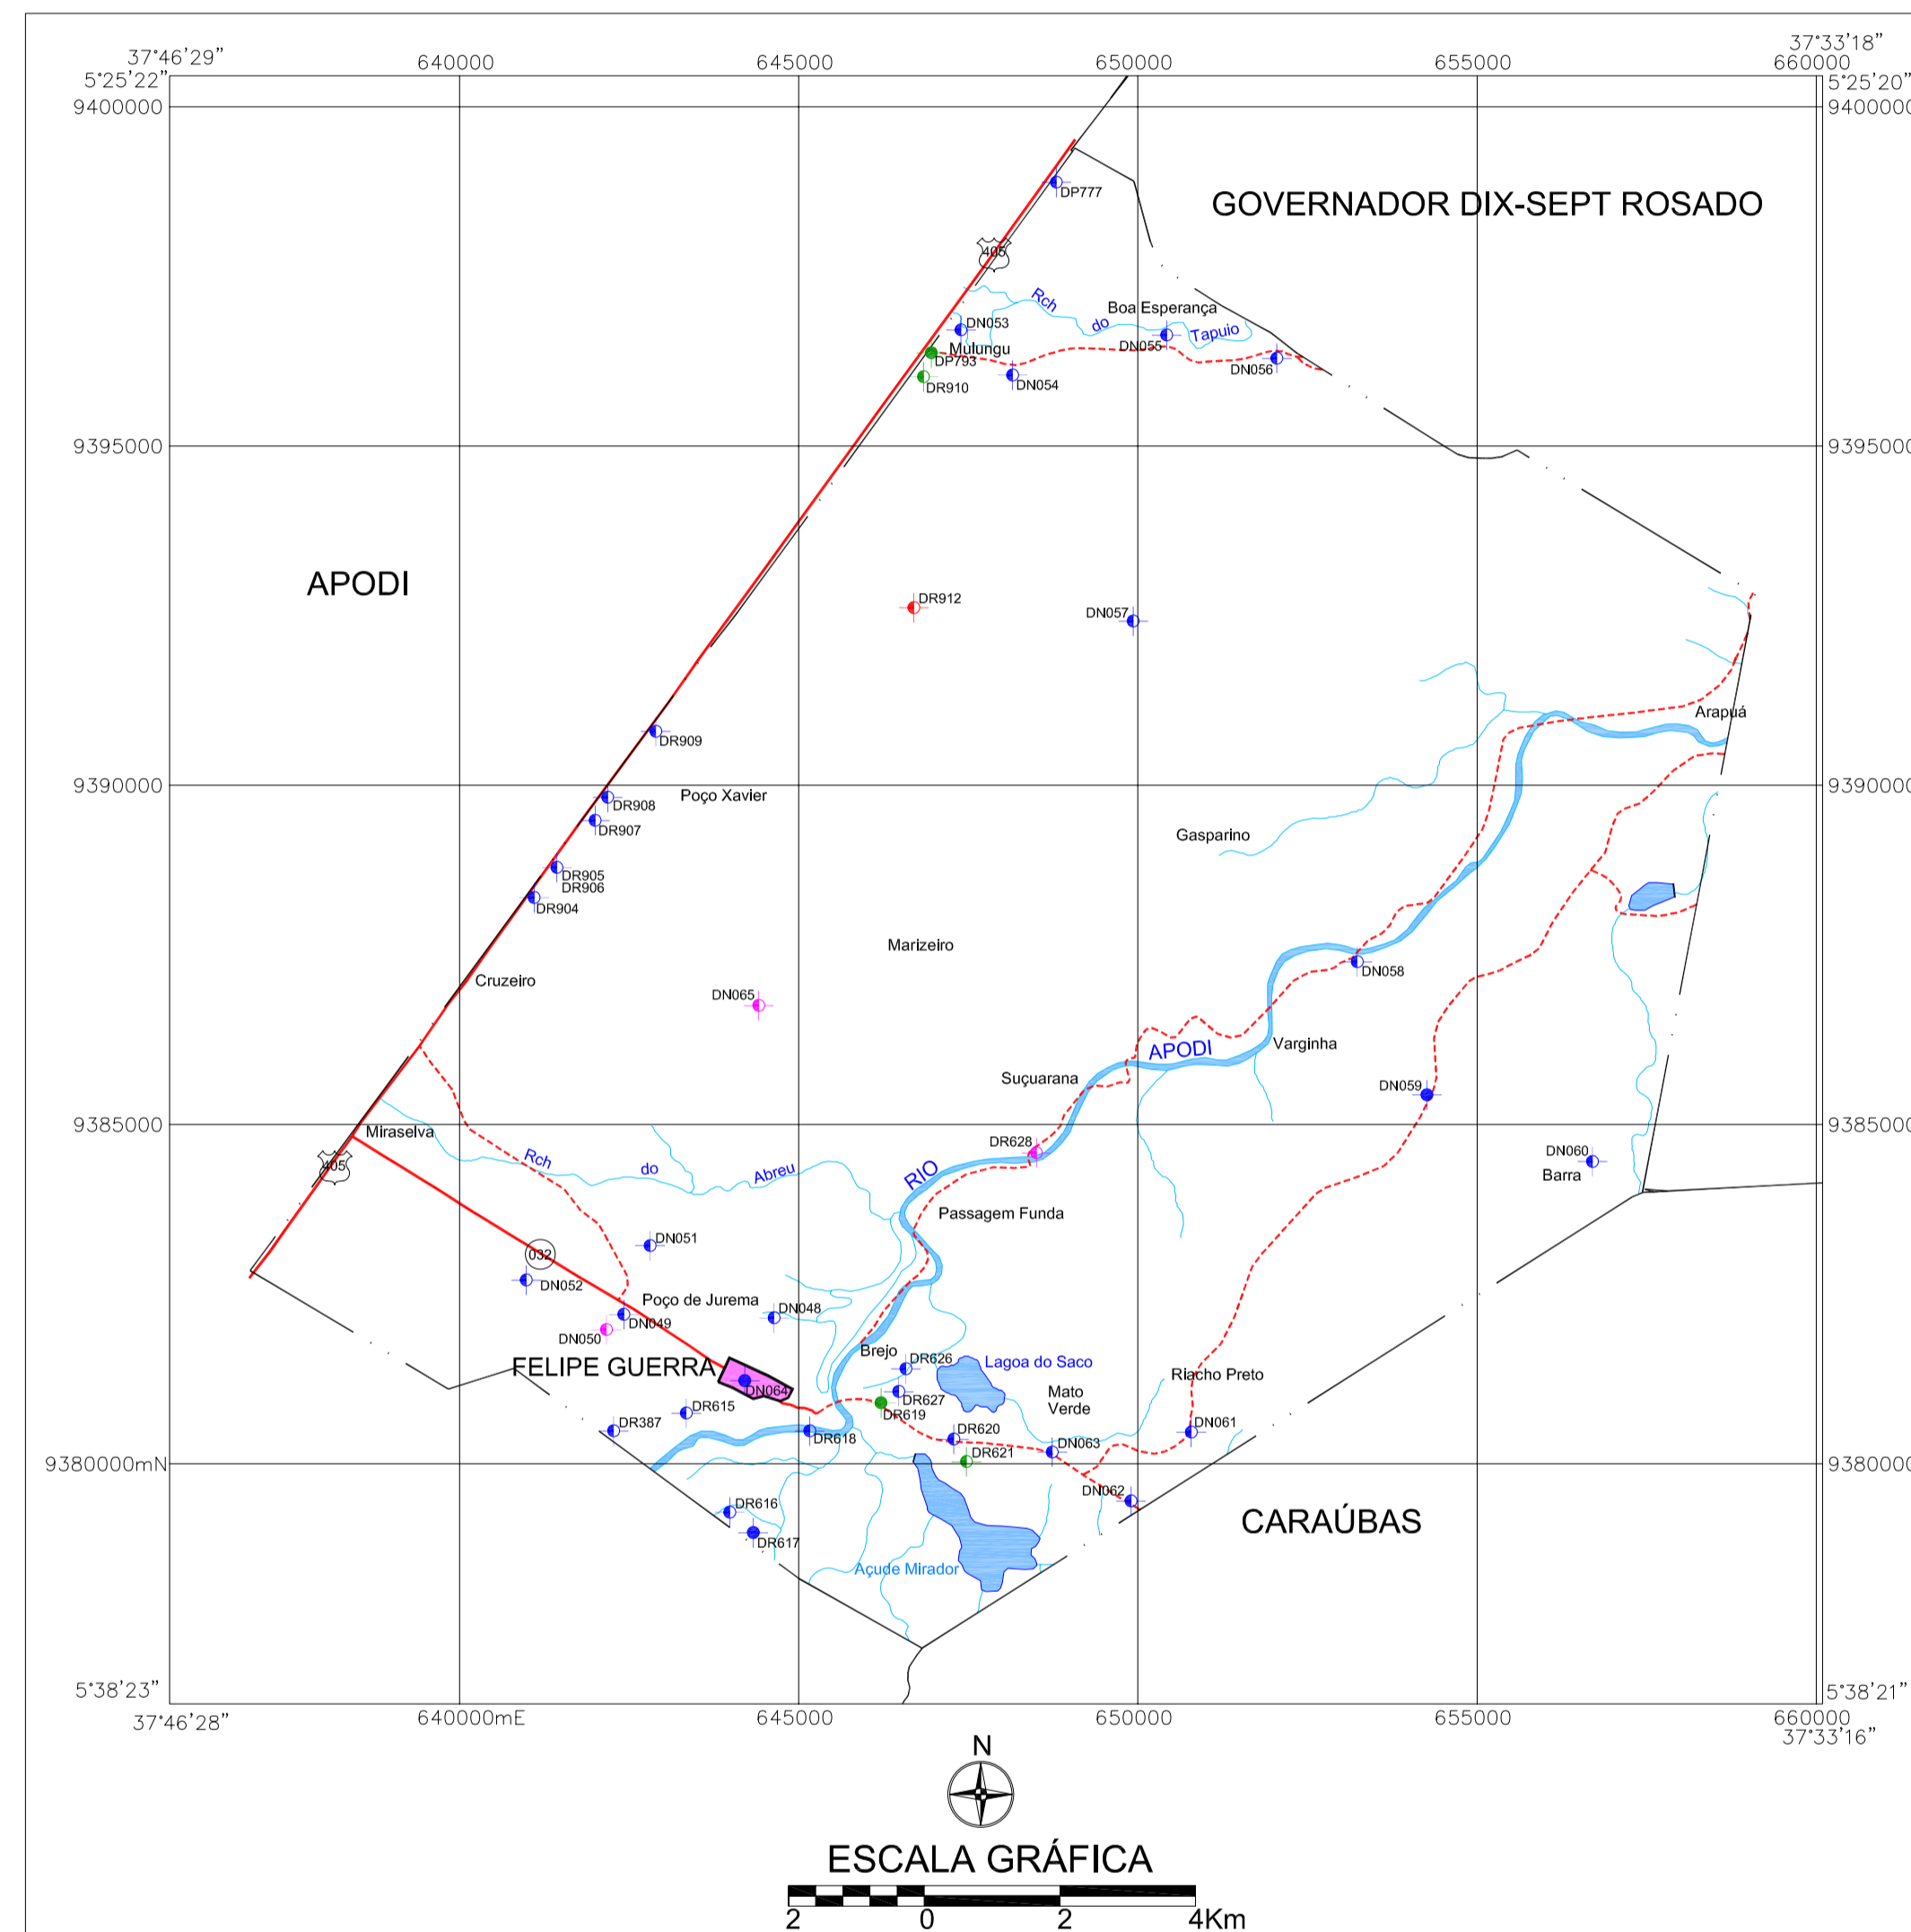 37°46'29"
37°33'18"
640000
645000
650000
655000
660000
5°25'22"
5°25'20"
9400000
9400000
DP777
GOVERNADOR DIX-SEPT ROSADO
405
Rch
do
Tapuio
Boa Esperança
DN053
Mulungu
DP793
DR910
DN054
DN055
DN056
9395000
9395000
APODI
DR912
DN057
DR909
Arapuá
9390000
9390000
DR908
Poço Xavier
DR907
Gasparino
DR905
DR906
DR904
Marizeiro
Cruzeiro
DN065
DN058
APODI
Varginha
Suçuarana
DN059
9385000
9385000
Miraselva
405
Rch
do
Abreu
DR628
RIO
DN060
Barra
Passagem Funda
DN051
032
DN052
Poço de Jurema
DN048
DN049
DN050
Brejo
FELIPE GUERRA
DR626
Lagoa do Saco
Riacho Preto
DN064
DR627
Mato
Verde
DR619
DR615
DR387
DR618
DR620
DN061
DN063
DR621
9380000mN
9380000
DN062
DR616
DR617
CARAÚBAS
Açude Mirador
5°38'23"
5°38'21"
37°46'28"
640000mE
645000
650000
655000
660000
37°33'16"
N
ESCALA GRÁFICA
2 0 2 4Km